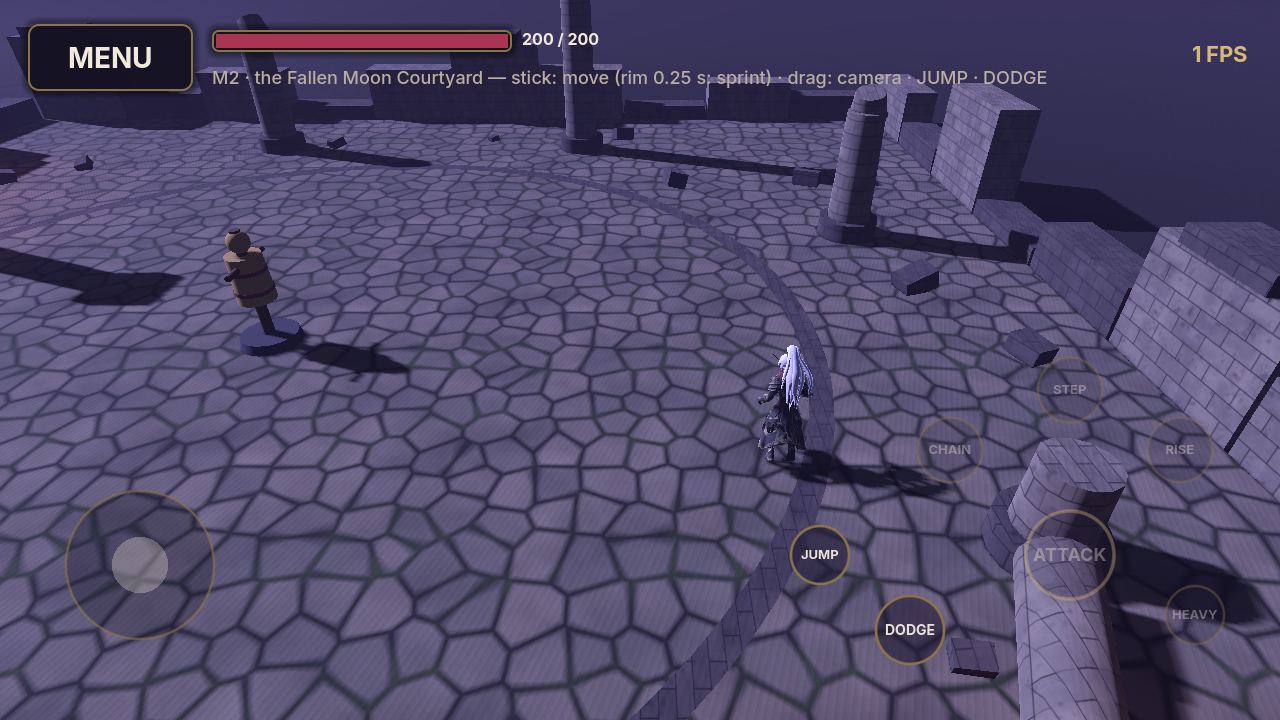 MENU
200 / 200
1 FPS
M2 · the Fallen Moon Courtyard — stick: move (rim 0.25 s: sprint) · drag: camera · JUMP · DODGE
STEP
CHAIN
RISE
JUMP
ATTACK
DODGE
HEAVY